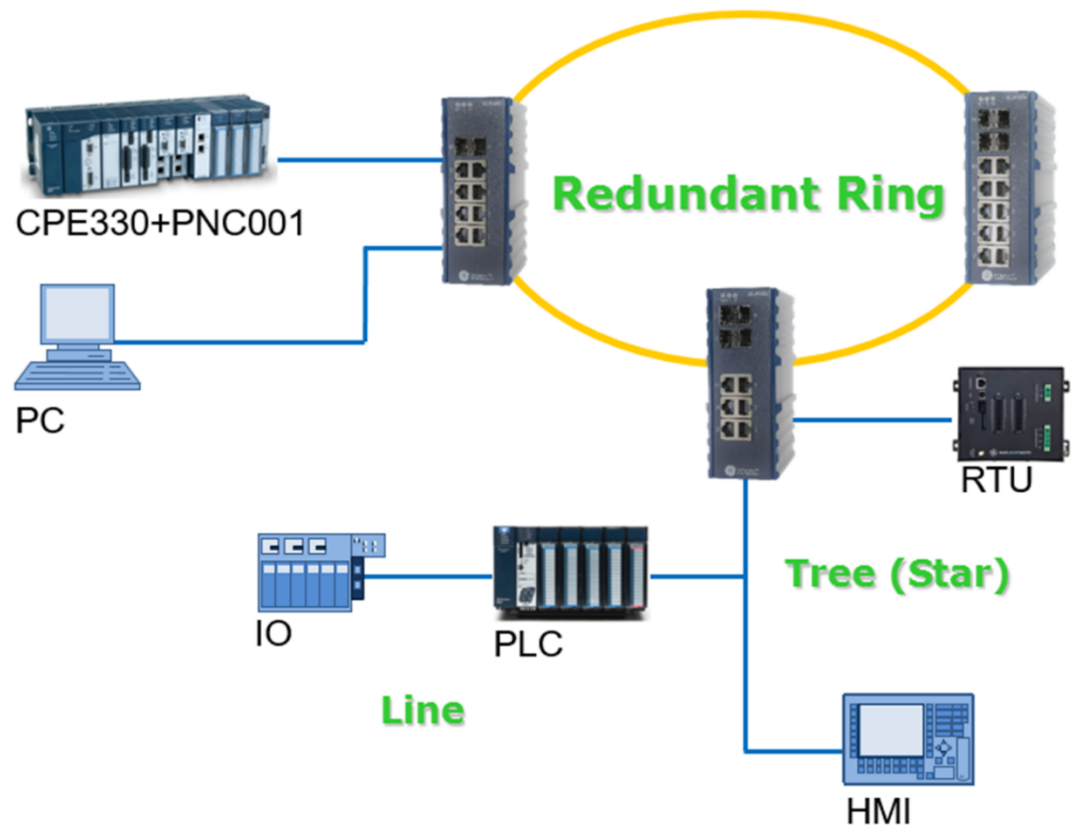 Redundant Ring
CPE330+PNC001
PC
RTU
Tree (Star)
IO
PLC
Line
HMI